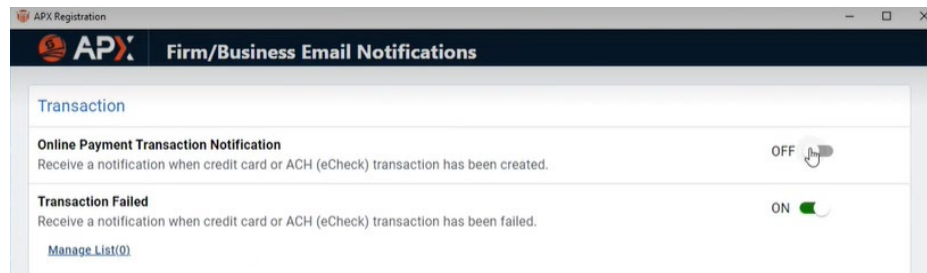 APX Registration
APX Firm/Business Email Notifications
Transaction
Online Payment Transaction Notification
Receive a notification when credit card or ACH (eCheck) transaction has been created.
OFF
Transaction Failed
Receive a notification when credit card or ACH (eCheck) transaction has been failed.
ON
Manage List(0)